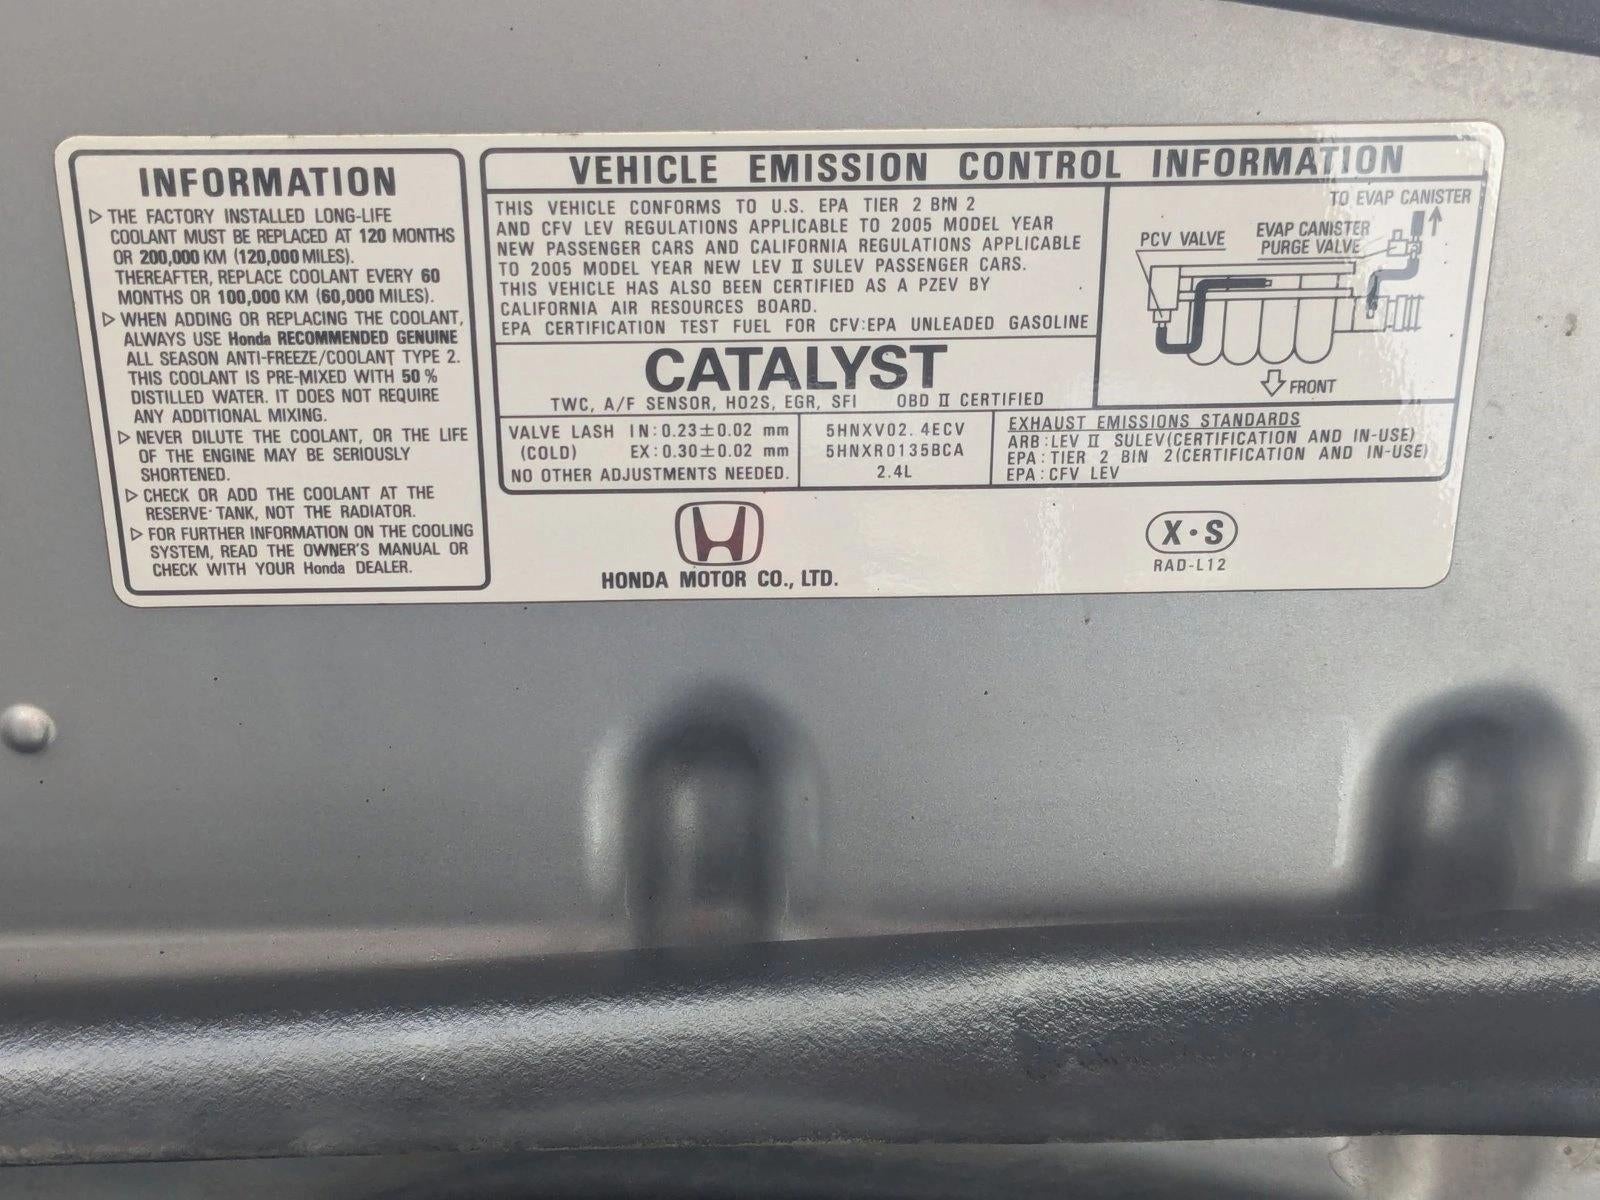 INFORMATION
▷ THE FACTORY INSTALLED LONG-LIFE
COOLANT MUST BE REPLACED AT 120 MONTHS
OR 200,000 KM (120,000 MILES).
THEREAFTER, REPLACE COOLANT EVERY 60
MONTHS OR 100,000 KM (60,000 MILES).
▷ WHEN ADDING OR REPLACING THE COOLANT,
ALWAYS USE Honda RECOMMENDED GENUINE
ALL SEASON ANTI-FREEZE/COOLANT TYPE 2.
THIS COOLANT IS PRE-MIXED WITH 50 %
DISTILLED WATER. IT DOES NOT REQUIRE
ANY ADDITIONAL MIXING.
▷ NEVER DILUTE THE COOLANT, OR THE LIFE
OF THE ENGINE MAY BE SERIOUSLY
SHORTENED.
▷ CHECK OR ADD THE COOLANT AT THE
RESERVE TANK, NOT THE RADIATOR.
▷ FOR FURTHER INFORMATION ON THE COOLING
SYSTEM, READ THE OWNER'S MANUAL OR
CHECK WITH YOUR Honda DEALER.
VEHICLE EMISSION CONTROL INFORMATION
THIS VEHICLE CONFORMS TO U.S. EPA TIER 2 BIN 2
AND CFV LEV REGULATIONS APPLICABLE TO 2005 MODEL YEAR
NEW PASSENGER CARS AND CALIFORNIA REGULATIONS APPLICABLE
TO 2005 MODEL YEAR NEW LEV II SULEV PASSENGER CARS.
THIS VEHICLE HAS ALSO BEEN CERTIFIED AS A PZEV BY
CALIFORNIA AIR RESOURCES BOARD.
EPA CERTIFICATION TEST FUEL FOR CFV:EPA UNLEADED GASOLINE
TO EVAP CANISTER
PCV VALVE
EVAP CANISTER
PURGE VALVE
FRONT
CATALYST
TWC, A/F SENSOR, HO2S, EGR, SFI OBD II CERTIFIED
VALVE LASH IN:0.23±0.02 mm
(COLD) EX:0.30±0.02 mm
NO OTHER ADJUSTMENTS NEEDED.
5HNXV02.4ECV
5HNXR0135BCA
2.4L
EXHAUST EMISSIONS STANDARDS
ARB:LEV II SULEV(CERTIFICATION AND IN-USE)
EPA:TIER 2 BIN 2(CERTIFICATION AND IN-USE)
EPA:CFV LEV
HONDA MOTOR CO., LTD.
X·S
RAD-L12